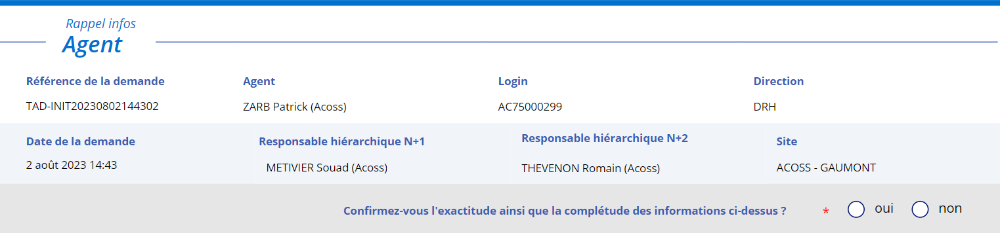 Rappel infos
Agent
Référence de la demande Agent Login Direction
TAD-INIT20230802144302 ZARB Patrick (Acoss) AC75000299 DRH
Date de la demande Responsable hiérarchique N+1 Responsable hiérarchique N+2 Site
2 août 2023 14:43 METIVIER Souad (Acoss) THEVENON Romain (Acoss) ACOSS - GAUMONT
Confirmez-vous l'exactitude ainsi que la complétude des informations ci-dessus ? * oui non